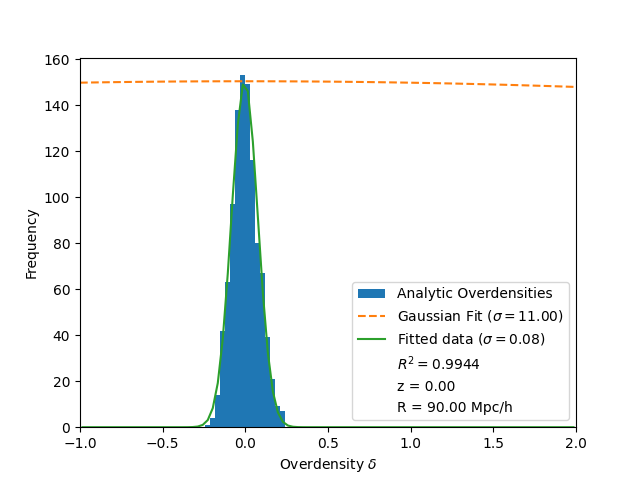 160
140
120
100
80
60
40
20
0
Frequency
Analytic Overdensities
Gaussian Fit (σ = 11.00)
Fitted data (σ = 0.08)
R² = 0.9944
z = 0.00
R = 90.00 Mpc/h
−1.0 −0.5 0.0 0.5 1.0 1.5 2.0
Overdensity δ